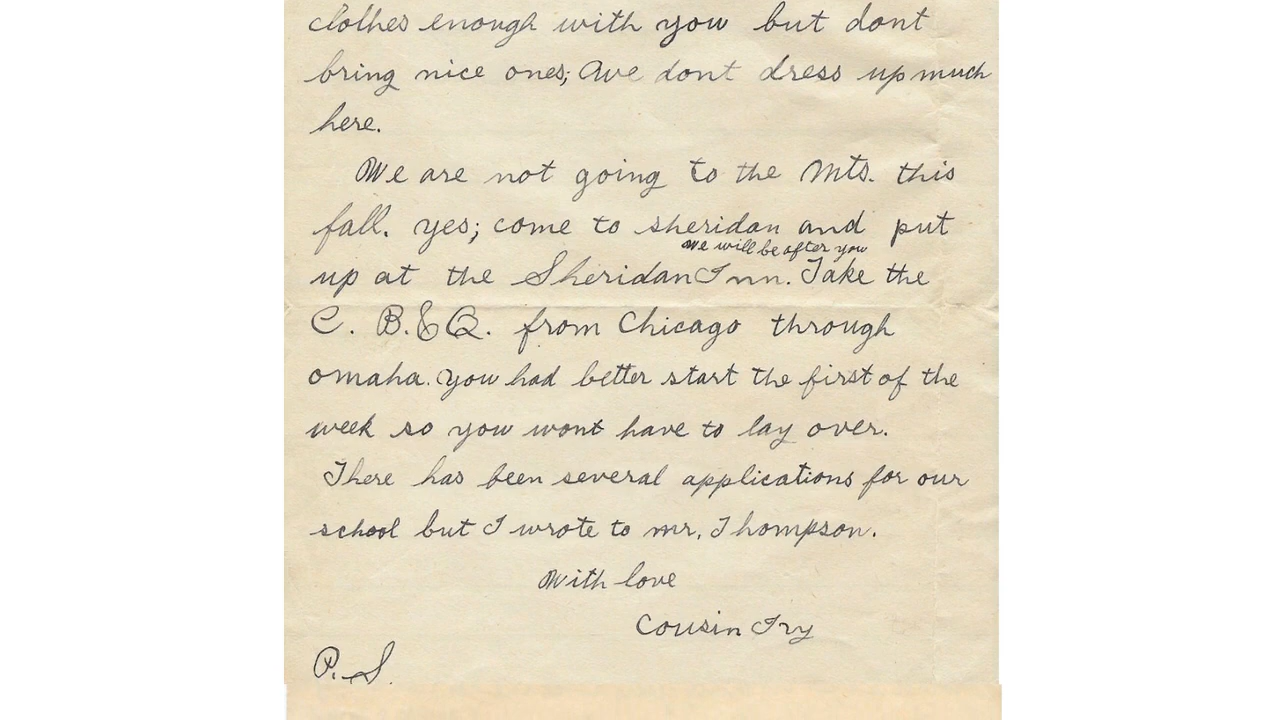 clothes enough with you but dont
bring nice ones; We dont dress up much
here.
We are not going to the Mts. this
fall. yes; come to sheridan and put
we will be after you
up at the Sheridan Inn. Take the
C. B. & Q. from Chicago through
omaha. you had better start the first of the
week so you wont have to lay over.
There has been several applications for our
school but I wrote to mr. Thompson.
With love
Cousin Ivy
P.S.